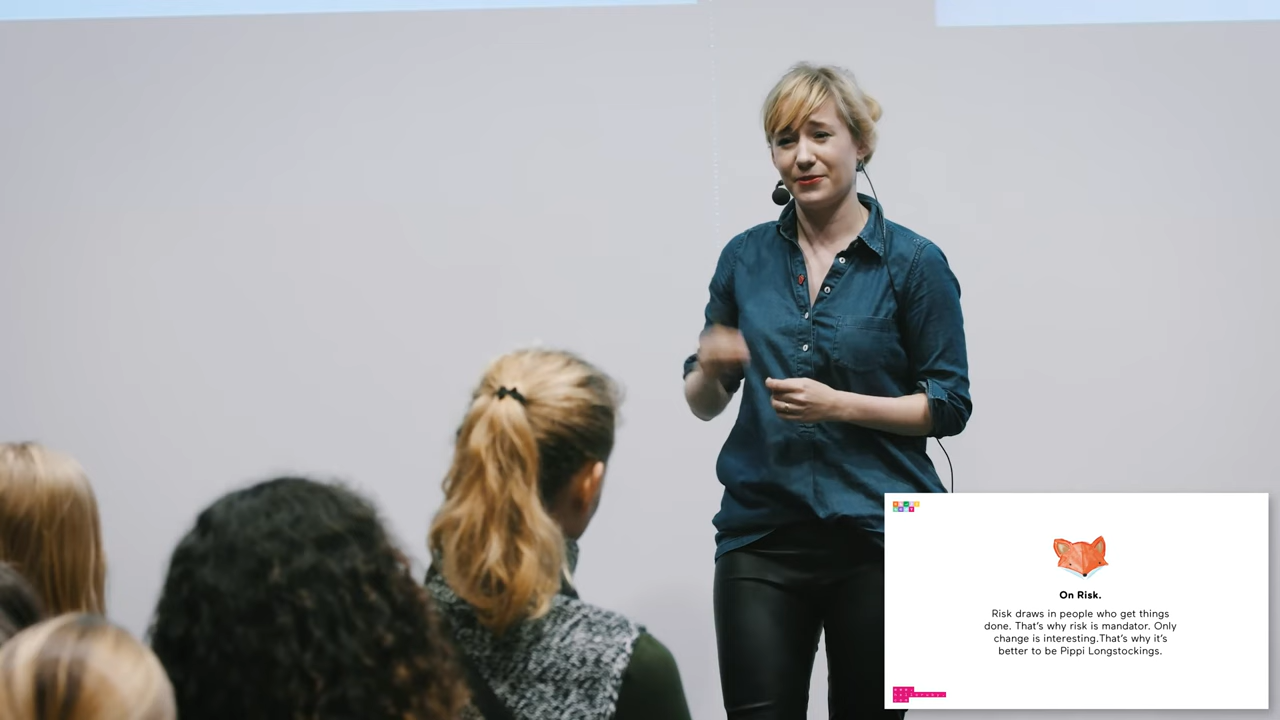 On Risk.
Risk draws in people who get things
done. That's why risk is mandator. Only
change is interesting.That's why it's
better to be Pippi Longstockings.